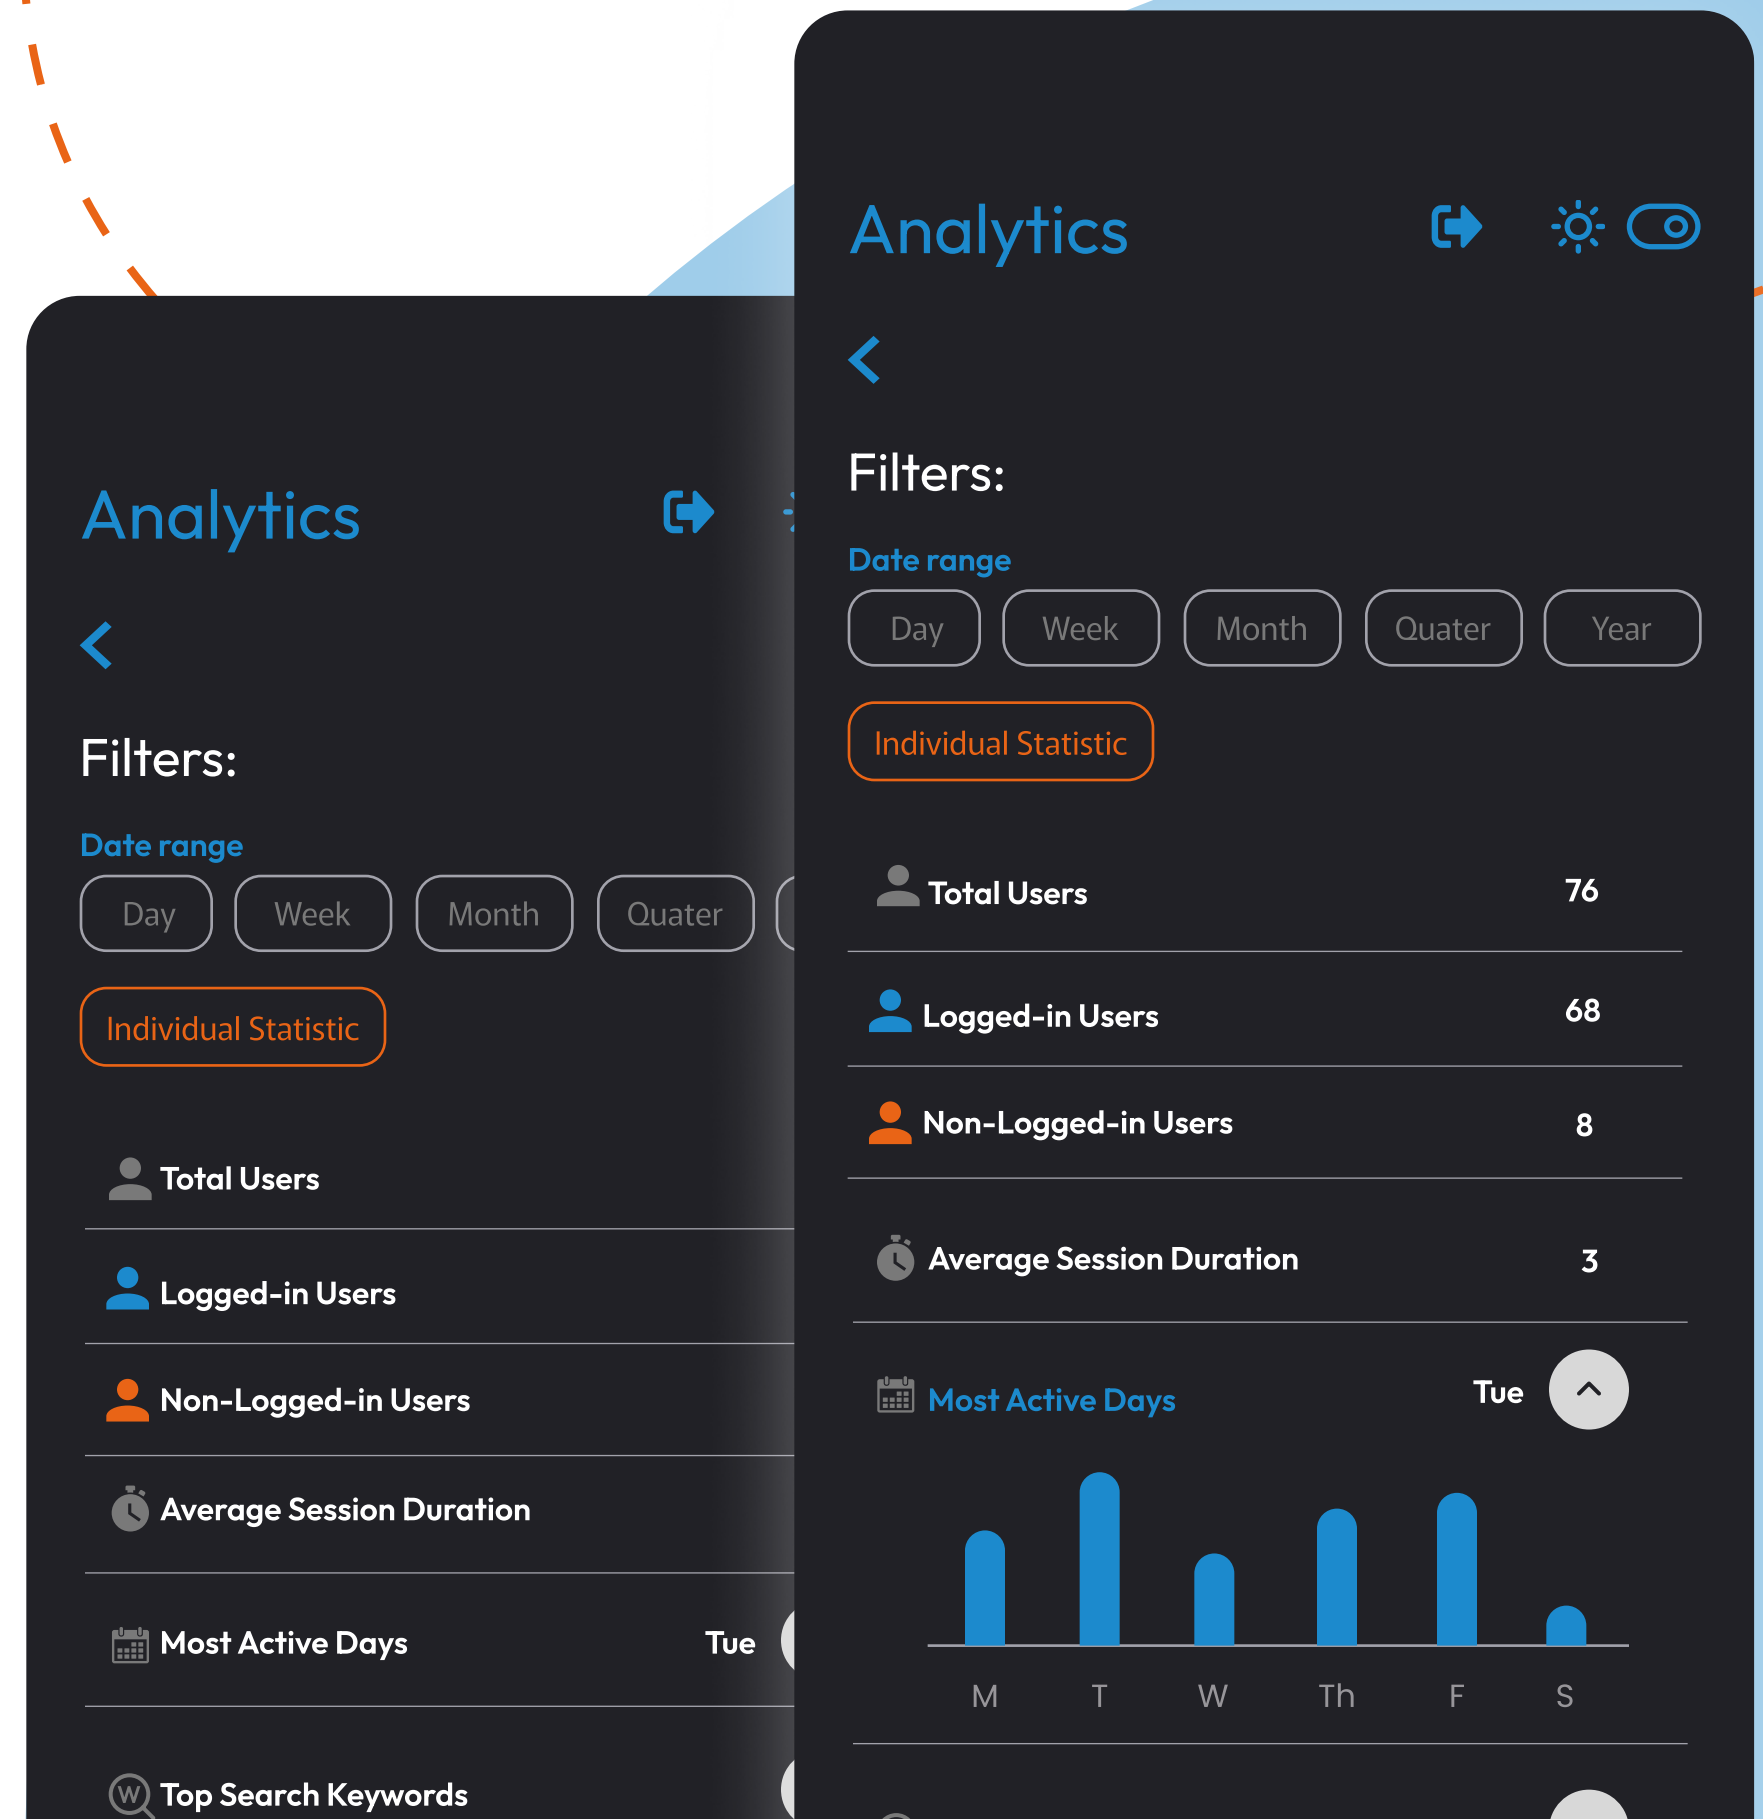 Analytics
Filters:
Date range
Day Week Month Quater
Individual Statistic
Total Users
Logged-in Users
Non-Logged-in Users
Average Session Duration
Most Active Days Tue
W Top Search Keywords
Analytics
Filters:
Date range
Day Week Month Quater Year
Individual Statistic
Total Users 76
Logged-in Users 68
Non-Logged-in Users 8
Average Session Duration 3
Most Active Days Tue
M T W Th F S